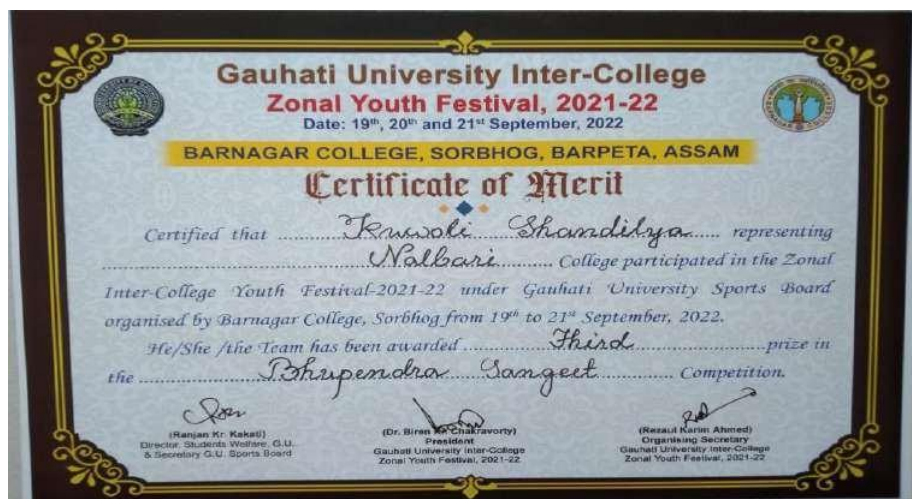 Gauhati University Inter-College
Zonal Youth Festival, 2021-22
Date: 19th, 20th and 21st September, 2022
BARNAGAR COLLEGE, SORBHOG, BARPETA, ASSAM
Certificate of Merit
Certified that ........ Shandilya ........ representing
........ Nalbari ........ College participated in the Zonal
Inter-College Youth Festival-2021-22 under Gauhati University Sports Board
organised by Barnagar College, Sorbhog from 19th to 21st September, 2022.
He/She /the Team has been awarded ........ Third ........ prize in
the ........ Bhupendra Sangeet ........ Competition.
(Ranjan Kr. Kakati)
Director, Students Welfare, G.U.
& Secretary G.U. Sports Board
(Dr. Biren Kr. Chakravorty)
President
Gauhati University Inter-College
Zonal Youth Festival, 2021-22
(Rezaul Karim Ahmed)
Organising Secretary
Gauhati University Inter-College
Zonal Youth Festival, 2021-22